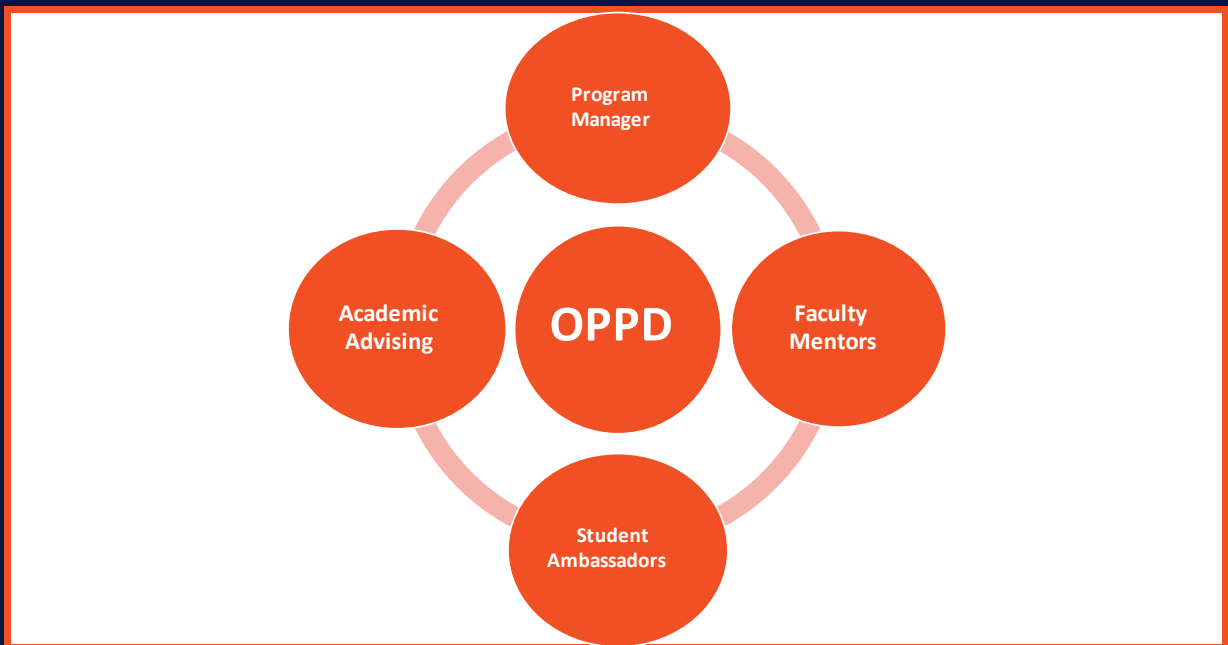 Program
Manager
Academic
Advising
OPPD
Faculty
Mentors
Student
Ambassadors